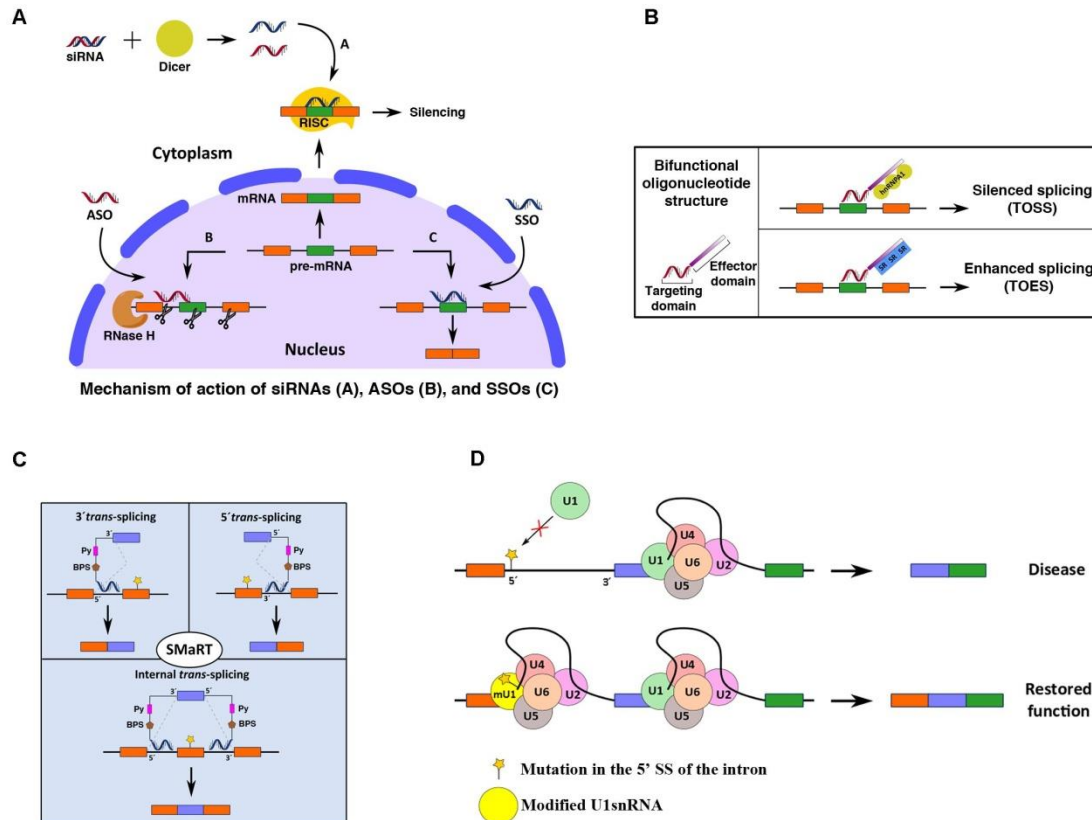 A
siRNA
Dicer
A
RISC
Silencing
Cytoplasm
mRNA
ASO
SSO
B
C
pre-mRNA
RNase H
Nucleus
Mechanism of action of siRNAs (A), ASOs (B), and SSOs (C)
B
Bifunctional
oligonucleotide
structure
Effector
domain
Targeting
domain
hnRNPA1
Silenced splicing
(TOSS)
SR SR SR
Enhanced splicing
(TOES)
C
3´trans-splicing
3´
Py
BPS
5´
5´trans-splicing
5´
Py
BPS
3´
SMaRT
Internal trans-splicing
3´ 5´
Py Py
BPS BPS
5´ 3´
D
U1
5´
3´
U1
U4
U6
U5
U2
Disease
mU1
U4
U6
U5
U2
U1
U4
U6
U5
U2
Restored
function
Mutation in the 5’ SS of the intron
Modified U1snRNA